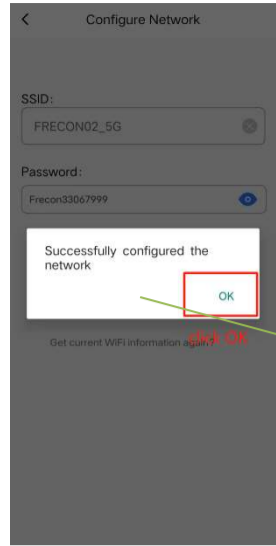 Configure Network
SSID:
FRECON02_5G
Password:
Frecon33067999
Successfully configured the
network
OK
click OK
Get current WiFi information again?